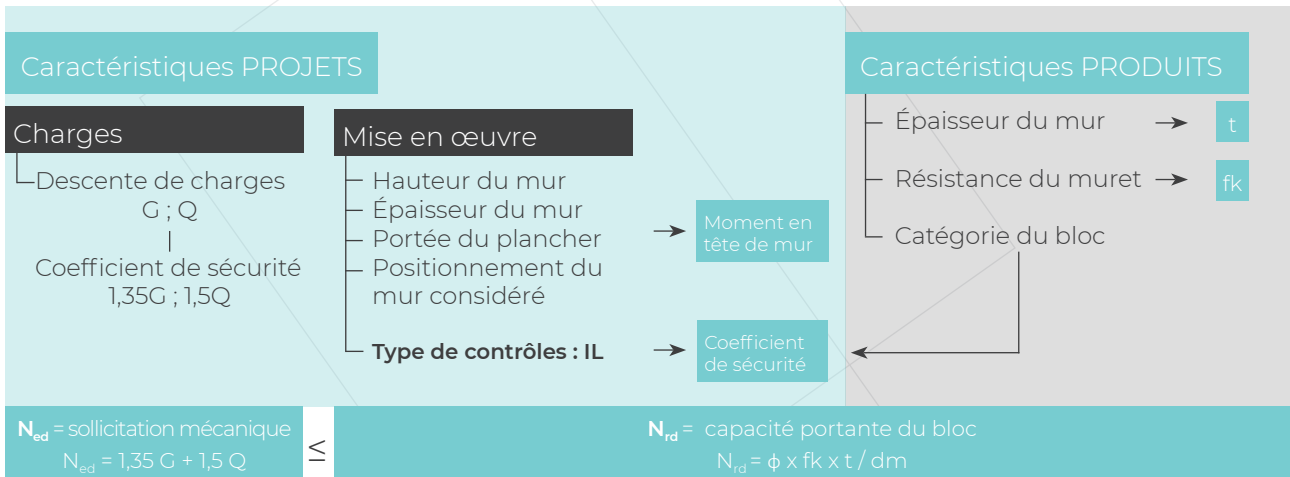 Caractéristiques PROJETS
Charges
Descente de charges
G ; Q
Coefficient de sécurité
1,35G ; 1,5Q
Mise en œuvre
Hauteur du mur
Épaisseur du mur
Portée du plancher
Positionnement du
mur considéré
Type de contrôles : IL
Moment en
tête de mur
Coefficient
de sécurité
Caractéristiques PRODUITS
Épaisseur du mur
t
Résistance du muret
fk
Catégorie du bloc
Ned = sollicitation mécanique
Ned = 1,35 G + 1,5 Q
≤
Nrd = capacité portante du bloc
Nrd = ϕ x fk x t / dm